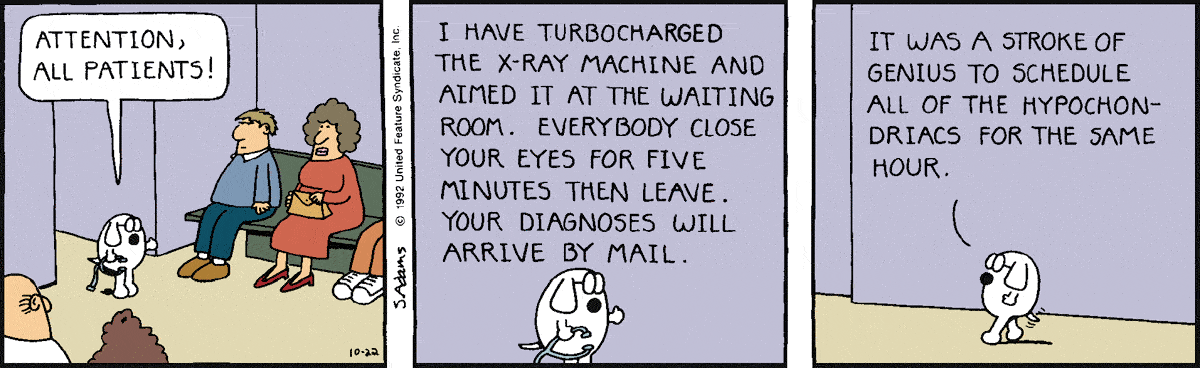 ATTENTION,
ALL PATIENTS!
10-22
S.Adams © 1992 United Feature Syndicate, Inc.
I HAVE TURBOCHARGED
THE X-RAY MACHINE AND
AIMED IT AT THE WAITING
ROOM. EVERYBODY CLOSE
YOUR EYES FOR FIVE
MINUTES THEN LEAVE.
YOUR DIAGNOSES WILL
ARRIVE BY MAIL.
IT WAS A STROKE OF
GENIUS TO SCHEDULE
ALL OF THE HYPOCHON-
DRIACS FOR THE SAME
HOUR.